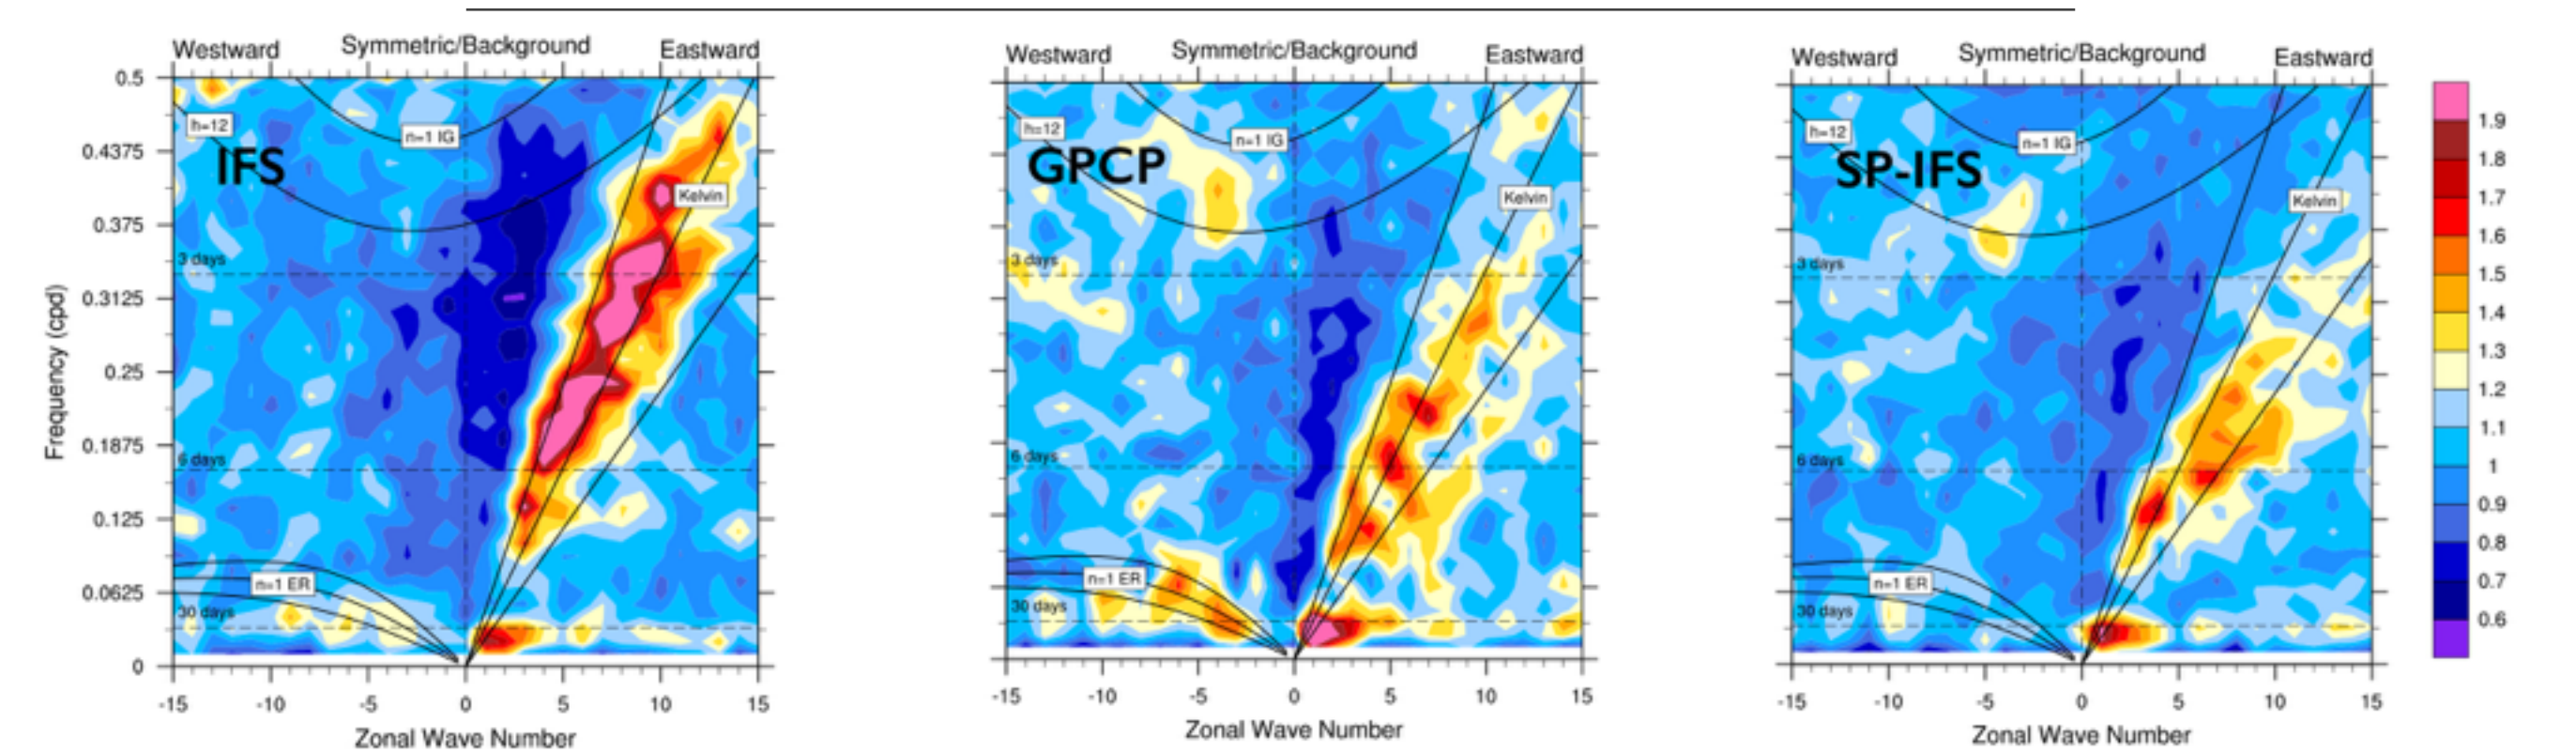 Westward Symmetric/Background Eastward
0.5
h=12
n=1 IG
IFS
0.4375
Kelvin
0.375
3 days
0.3125
Frequency (cpd)
0.25
0.1875
6 days
0.125
n=1 ER
0.0625
30 days
0
-15 -10 -5 0 5 10 15
Zonal Wave Number
Westward Symmetric/Background Eastward
h=12
n=1 IG
GPCP
Kelvin
3 days
6 days
n=1 ER
30 days
-15 -10 -5 0 5 10 15
Zonal Wave Number
Westward Symmetric/Background Eastward
h=12
n=1 IG
SP-IFS
Kelvin
3 days
6 days
n=1 ER
30 days
-15 -10 -5 0 5 10 15
Zonal Wave Number
1.9
1.8
1.7
1.6
1.5
1.4
1.3
1.2
1.1
1
0.9
0.8
0.7
0.6